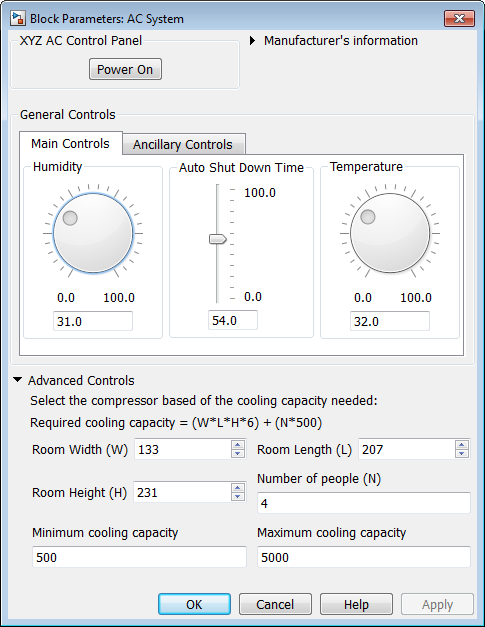 Block Parameters: AC System
XYZ AC Control Panel
Manufacturer's information
Power On
General Controls
Main Controls
Ancillary Controls
Humidity
Auto Shut Down Time
Temperature
100.0
0.0 100.0
0.0
0.0 100.0
31.0
54.0
32.0
Advanced Controls
Select the compressor based of the cooling capacity needed:
Required cooling capacity = (W*L*H*6) + (N*500)
Room Width (W) 133
Room Length (L) 207
Room Height (H) 231
Number of people (N)
4
Minimum cooling capacity
Maximum cooling capacity
500
5000
OK
Cancel
Help
Apply